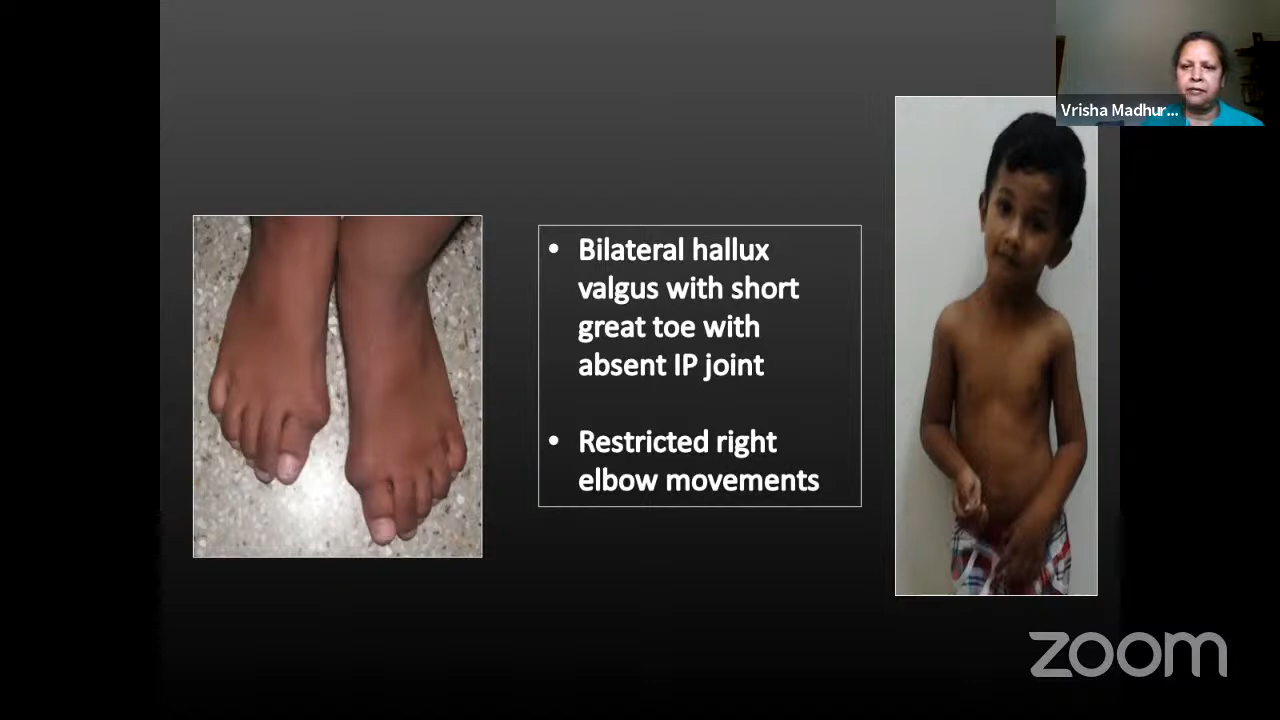 Vrisha Madhur...
• Bilateral hallux
valgus with short
great toe with
absent IP joint
• Restricted right
elbow movements
zoom